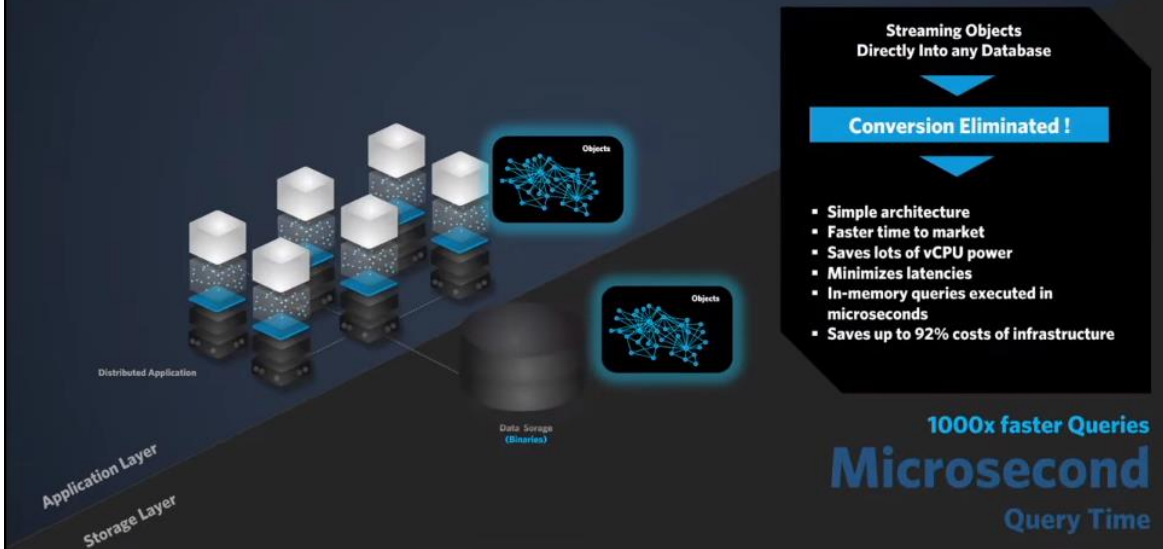 Streaming Objects
Directly Into any Database
Conversion Eliminated !
▪ Simple architecture
▪ Faster time to market
▪ Saves lots of vCPU power
▪ Minimizes latencies
▪ In-memory queries executed in
microseconds
▪ Saves up to 92% costs of infrastructure
Objects
Objects
Distributed Application
Data Sorage
(Binaries)
Application Layer
Storage Layer
1000x faster Queries
Microsecond
Query Time